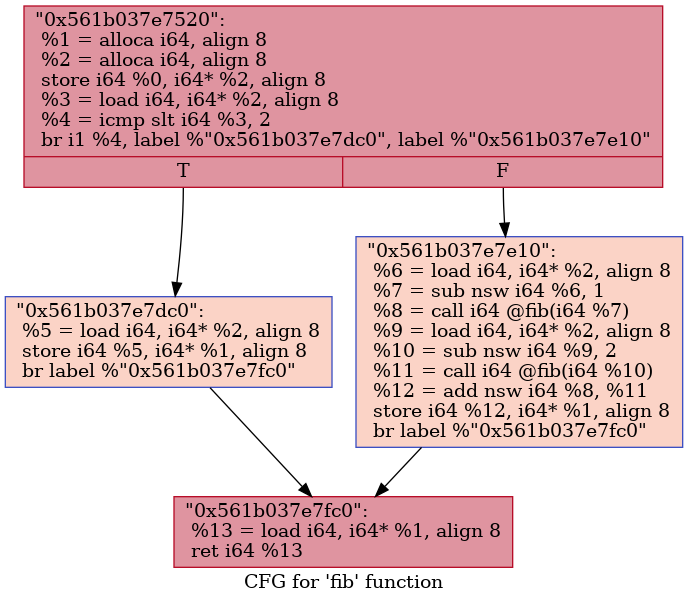 "0x561b037e7520":
%1 = alloca i64, align 8
%2 = alloca i64, align 8
store i64 %0, i64* %2, align 8
%3 = load i64, i64* %2, align 8
%4 = icmp slt i64 %3, 2
br i1 %4, label %"0x561b037e7dc0", label %"0x561b037e7e10"
T
F
"0x561b037e7dc0":
%5 = load i64, i64* %2, align 8
store i64 %5, i64* %1, align 8
br label %"0x561b037e7fc0"
"0x561b037e7e10":
%6 = load i64, i64* %2, align 8
%7 = sub nsw i64 %6, 1
%8 = call i64 @fib(i64 %7)
%9 = load i64, i64* %2, align 8
%10 = sub nsw i64 %9, 2
%11 = call i64 @fib(i64 %10)
%12 = add nsw i64 %8, %11
store i64 %12, i64* %1, align 8
br label %"0x561b037e7fc0"
"0x561b037e7fc0":
%13 = load i64, i64* %1, align 8
ret i64 %13
CFG for 'fib' function